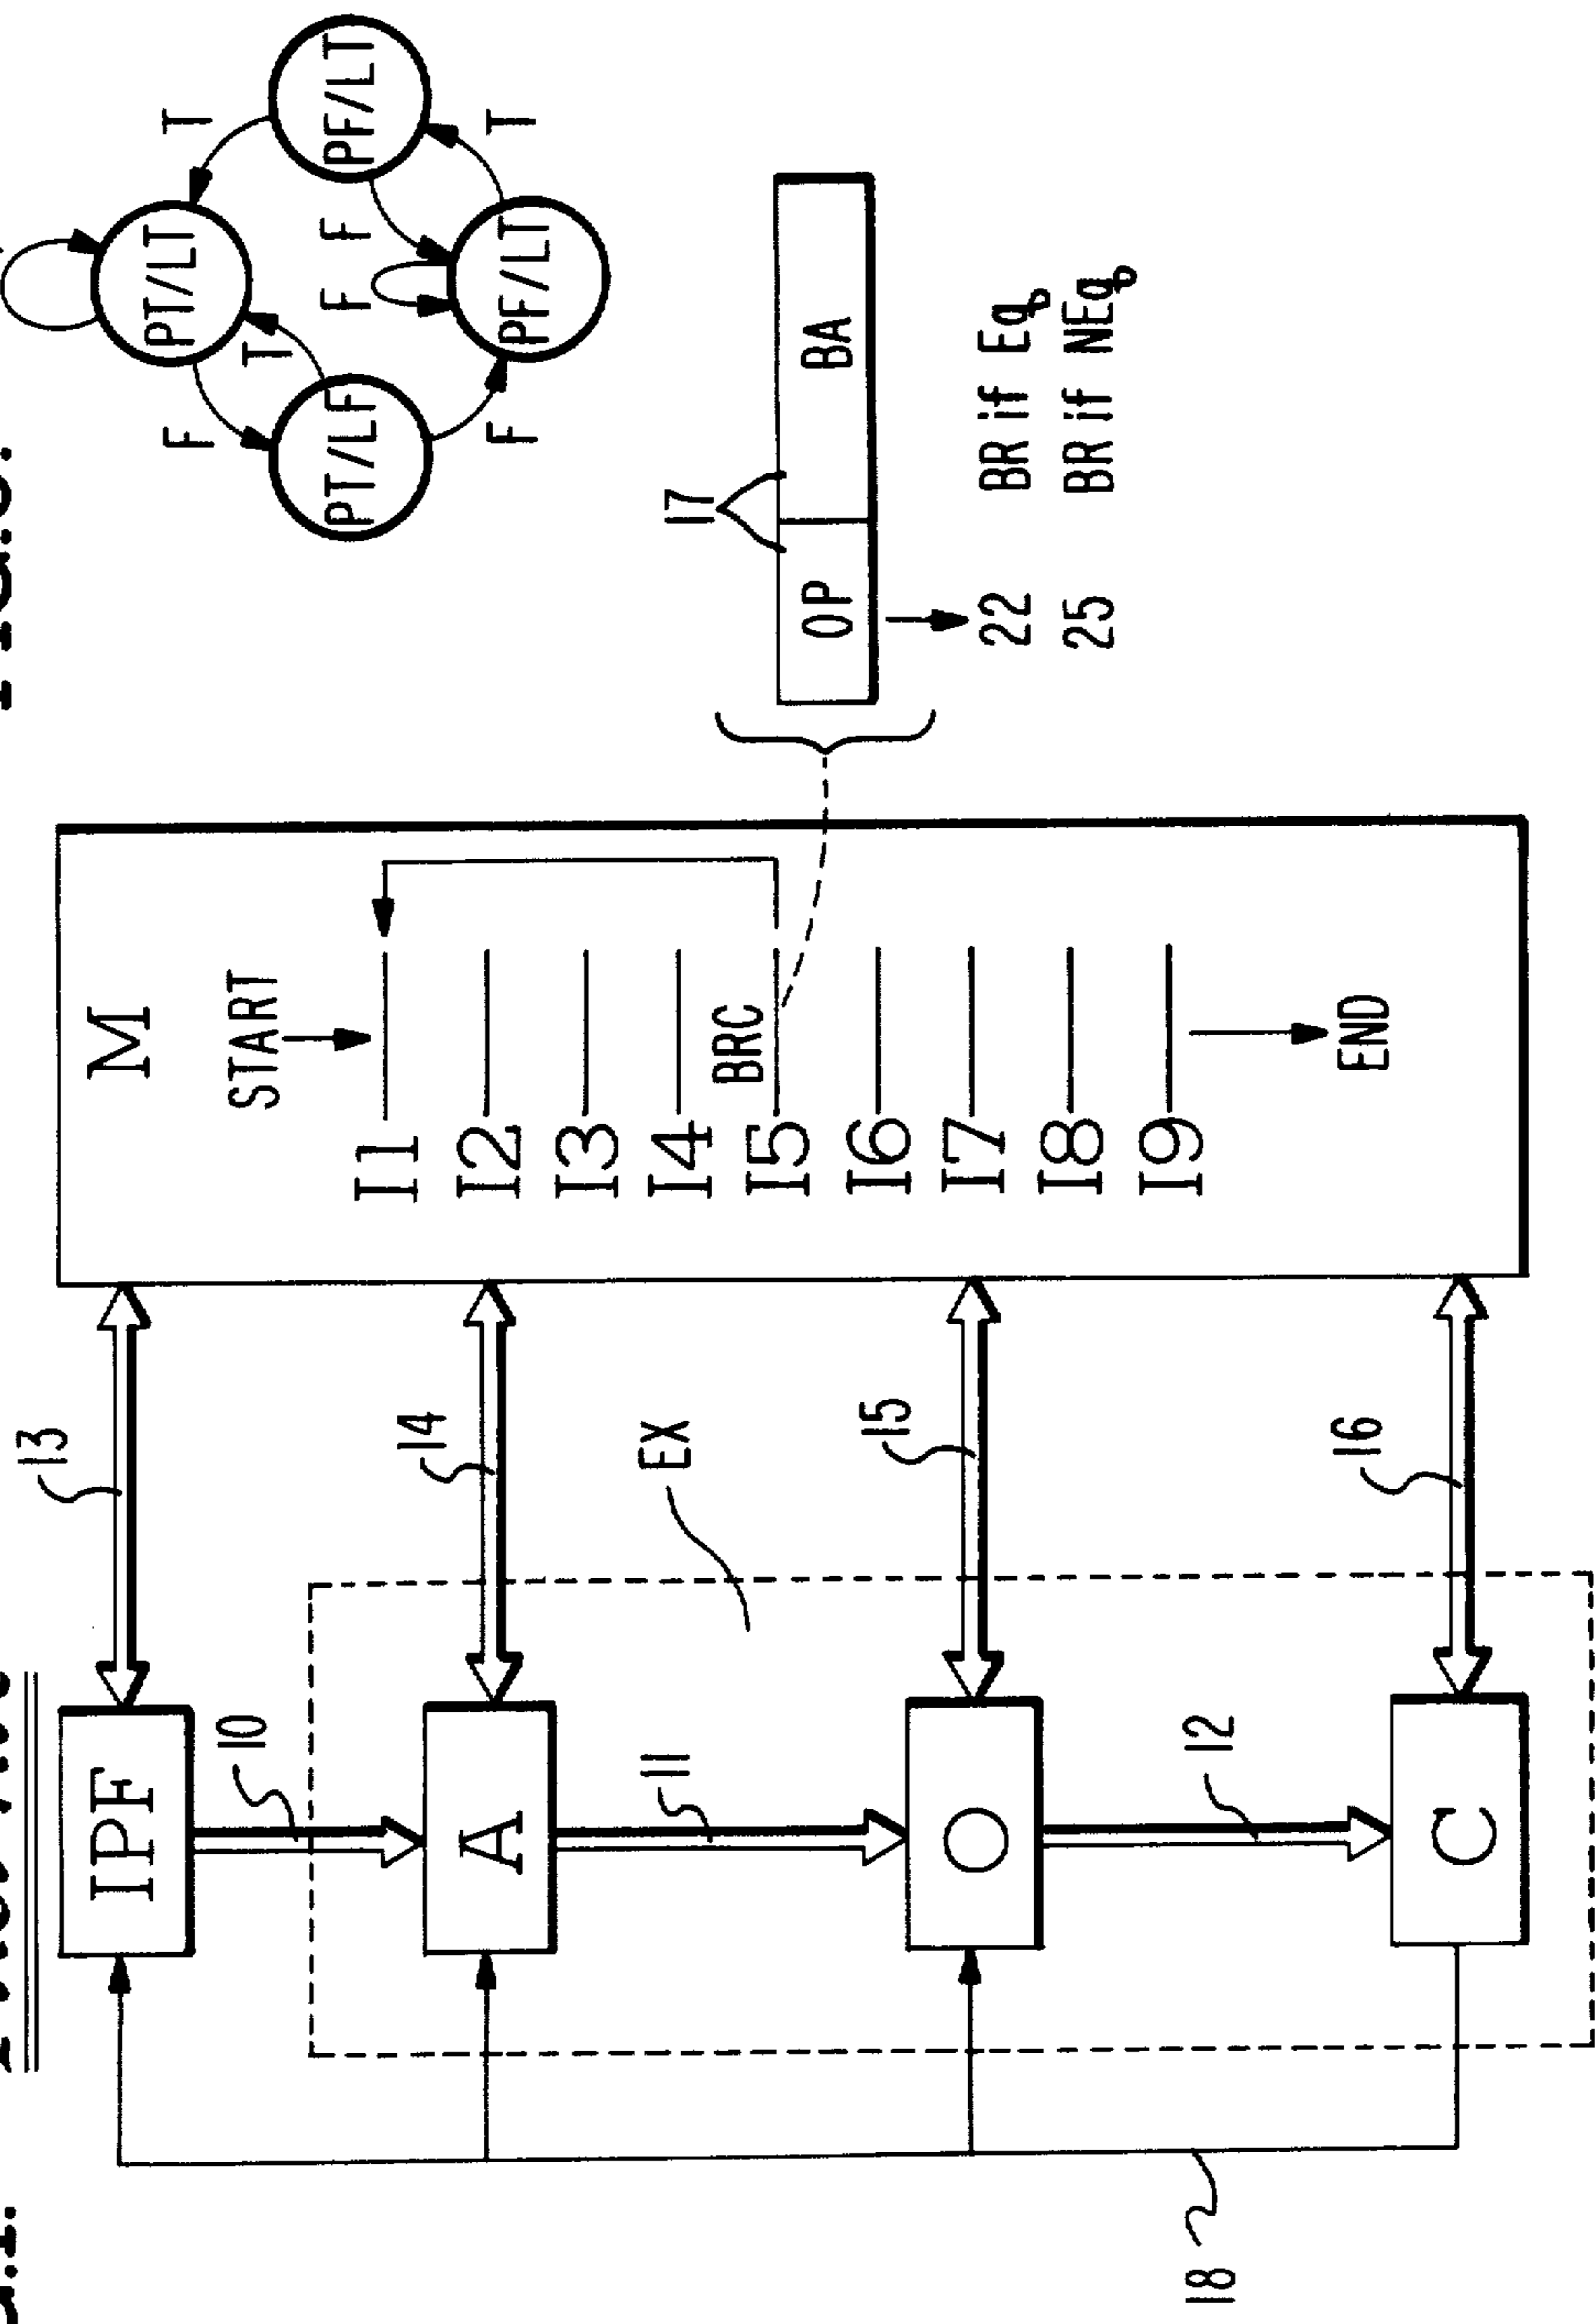 IPF
13
10
A
14
11
EX
O
15
12
C
16
18
M
START
I1
I2
I3
I4
BRC
I5
I6
I7
I8
I9
END
17
OP
BA
22 BR if Eq
25 BR if NEq
PT/LT
F
T
T
PT/LF
PF/LT
F
F
F
T
PF/LT